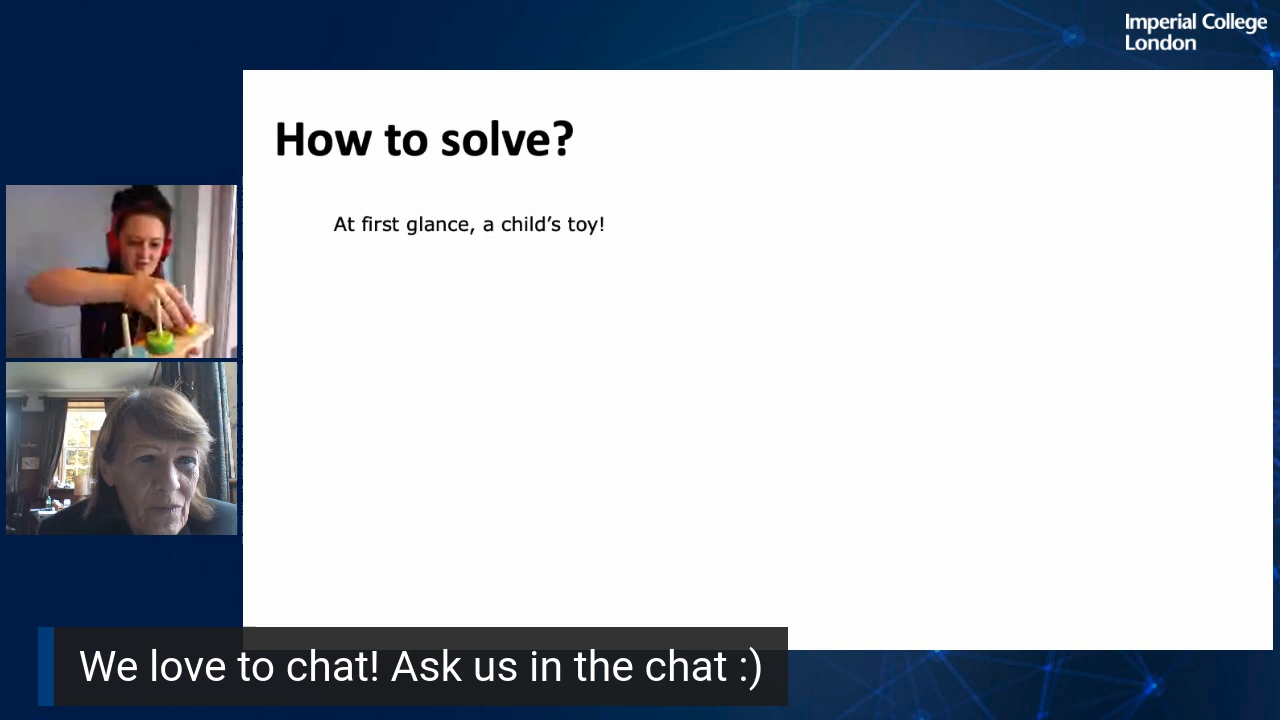 Imperial College
London
How to solve?
At first glance, a child's toy!
We love to chat! Ask us in the chat :)